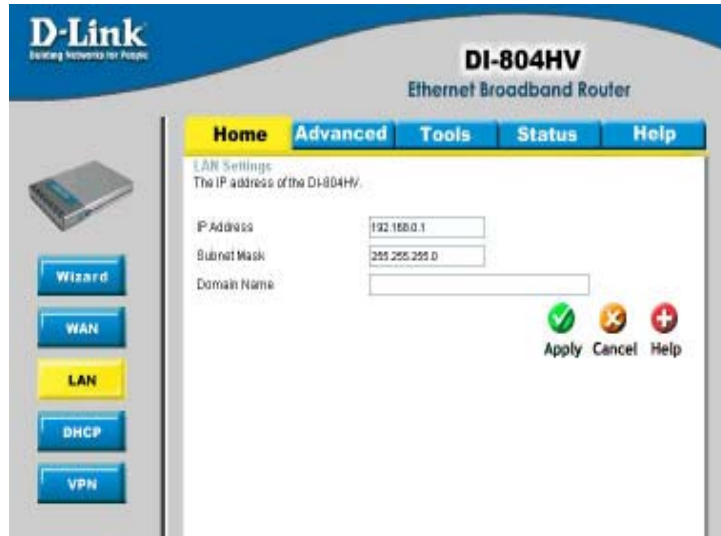 D-Link
Building Networks for People
DI-804HV
Ethernet Broadband Router
Home Advanced Tools Status Help
LAN Settings
The IP address of the DI-804HV.
IP Address 192.168.0.1
Subnet Mask 255.255.255.0
Domain Name
Apply Cancel Help
Wizard
WAN
LAN
DHCP
VPN